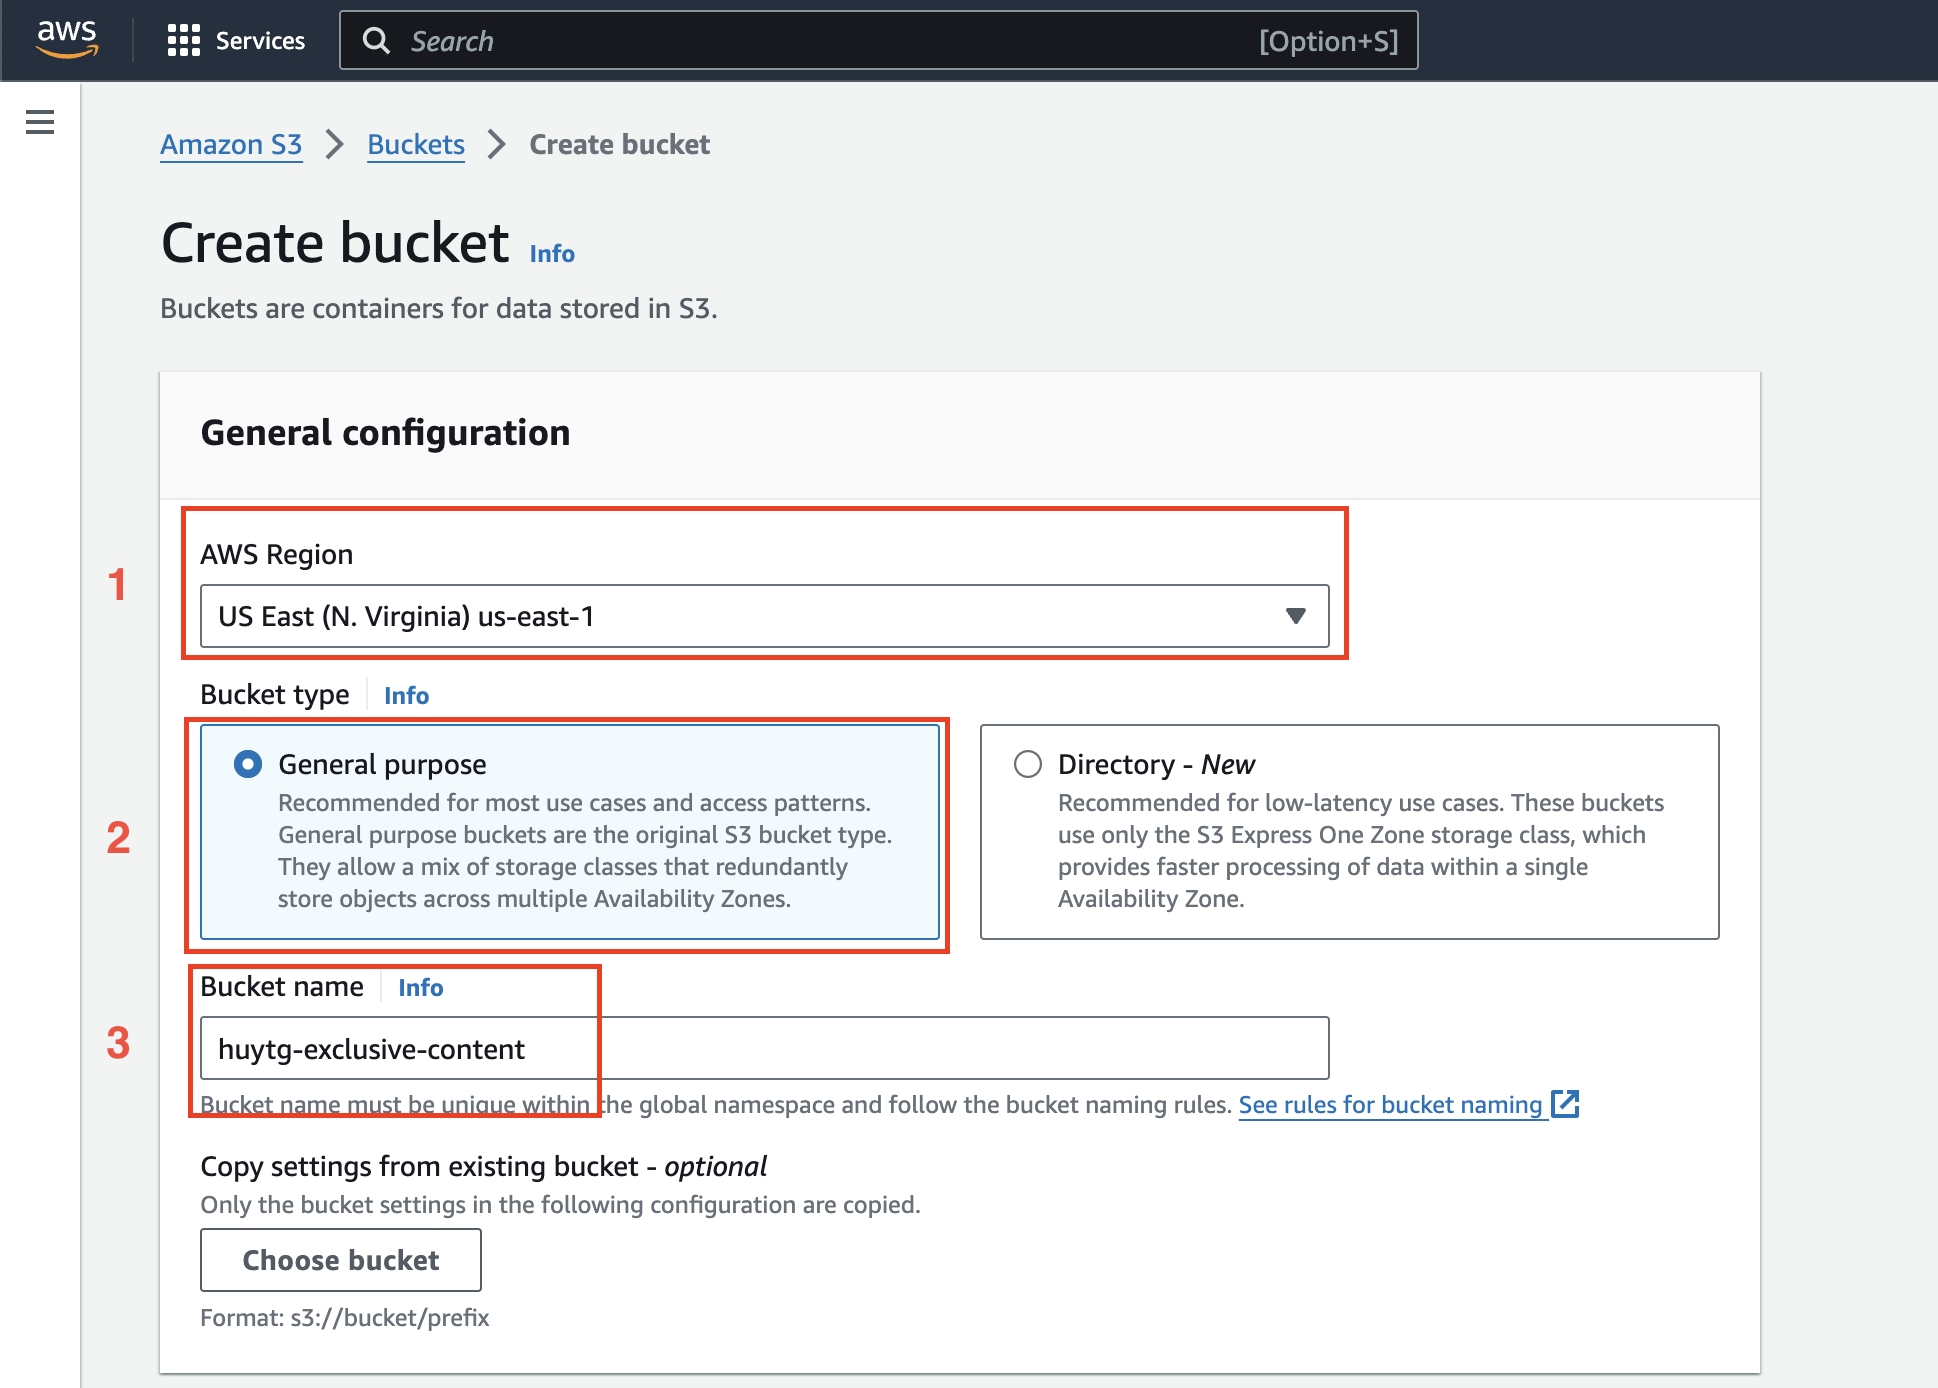 aws
Services
Search
[Option+S]
Amazon S3 > Buckets > Create bucket
Create bucket Info
Buckets are containers for data stored in S3.
General configuration
1
AWS Region
US East (N. Virginia) us-east-1
Bucket type Info
2
General purpose
Recommended for most use cases and access patterns.
General purpose buckets are the original S3 bucket type.
They allow a mix of storage classes that redundantly
store objects across multiple Availability Zones.
Directory - New
Recommended for low-latency use cases. These buckets
use only the S3 Express One Zone storage class, which
provides faster processing of data within a single
Availability Zone.
3
Bucket name Info
huytg-exclusive-content
Bucket name must be unique within the global namespace and follow the bucket naming rules. See rules for bucket naming
Copy settings from existing bucket - optional
Only the bucket settings in the following configuration are copied.
Choose bucket
Format: s3://bucket/prefix